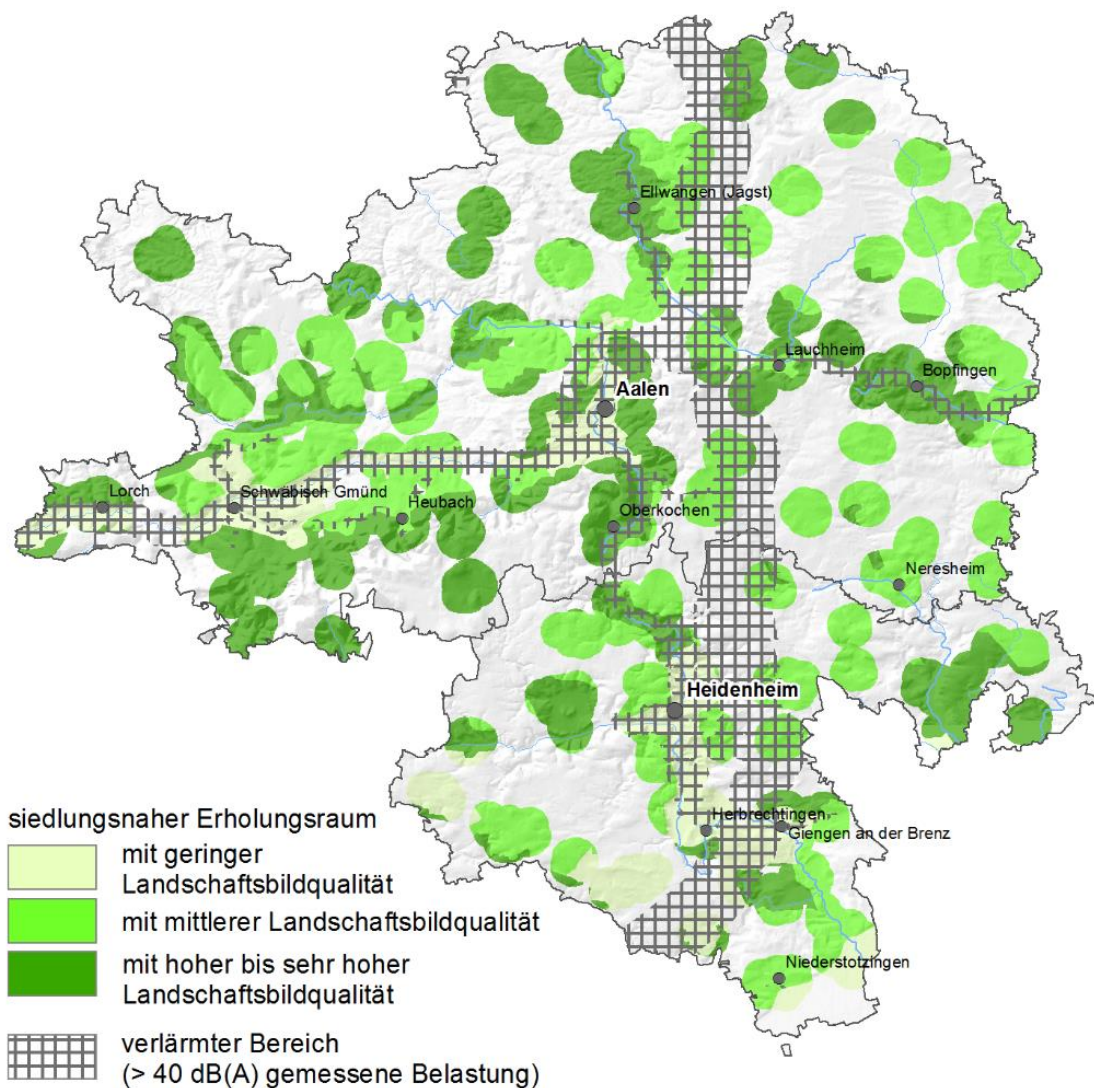 Ellwangen (Jagst)
Lauchheim
Bopfingen
Aalen
Lorch
Schwäbisch Gmünd
Heubach
Oberkochen
Neresheim
Heidenheim
Herbrechtingen
Giengen an der Brenz
Niederstotzingen
siedlungsnaher Erholungsraum
mit geringer
Landschaftsbildqualität
mit mittlerer Landschaftsbildqualität
mit hoher bis sehr hoher
Landschaftsbildqualität
verlärmter Bereich
(> 40 dB(A) gemessene Belastung)